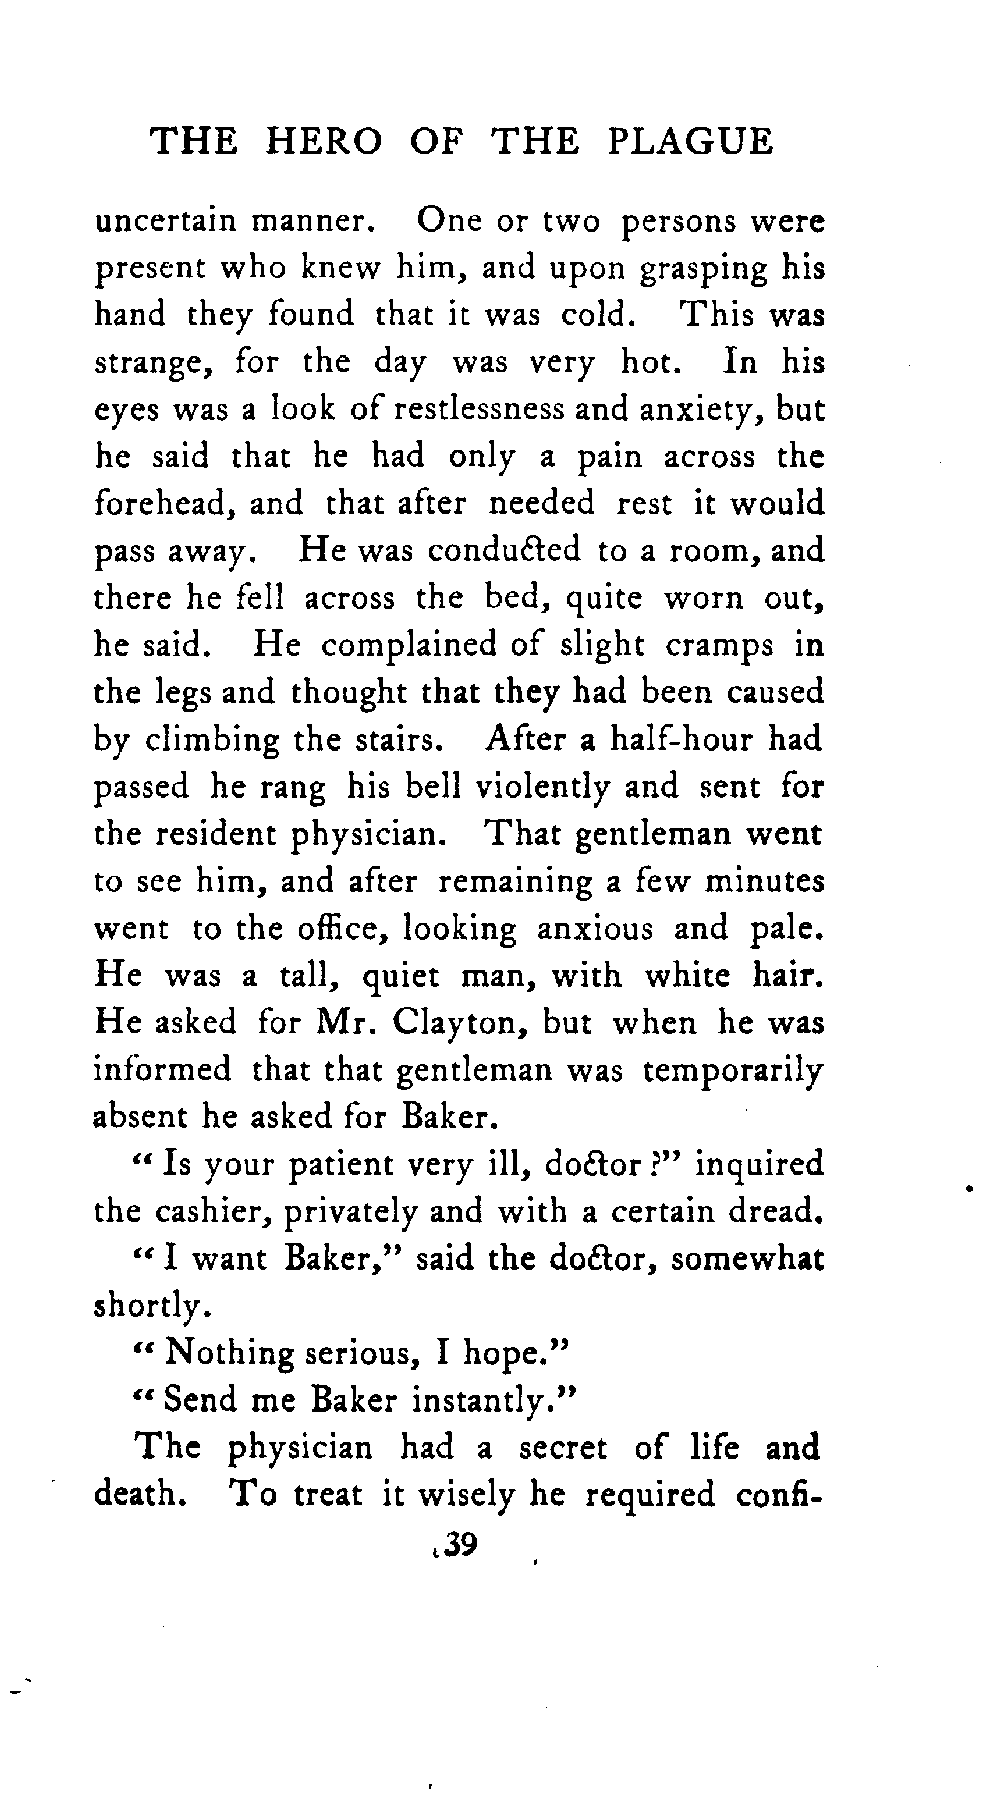 THE HERO OF THE PLAGUE
uncertain manner. One or two persons were
present who knew him, and upon grasping his
hand they found that it was cold. This was
strange, for the day was very hot. In his
eyes was a look of restlessness and anxiety, but
he said that he had only a pain across the
forehead, and that after needed rest it would
pass away. He was conducted to a room, and
there he fell across the bed, quite worn out,
he said. He complained of slight cramps in
the legs and thought that they had been caused
by climbing the stairs. After a half-hour had
passed he rang his bell violently and sent for
the resident physician. That gentleman went
to see him, and after remaining a few minutes
went to the office, looking anxious and pale.
He was a tall, quiet man, with white hair.
He asked for Mr. Clayton, but when he was
informed that that gentleman was temporarily
absent he asked for Baker.
“ Is your patient very ill, doctor ?” inquired
the cashier, privately and with a certain dread.
“ I want Baker,” said the doctor, somewhat
shortly.
“ Nothing serious, I hope.”
“ Send me Baker instantly.”
The physician had a secret of life and
death. To treat it wisely he required confi-
39